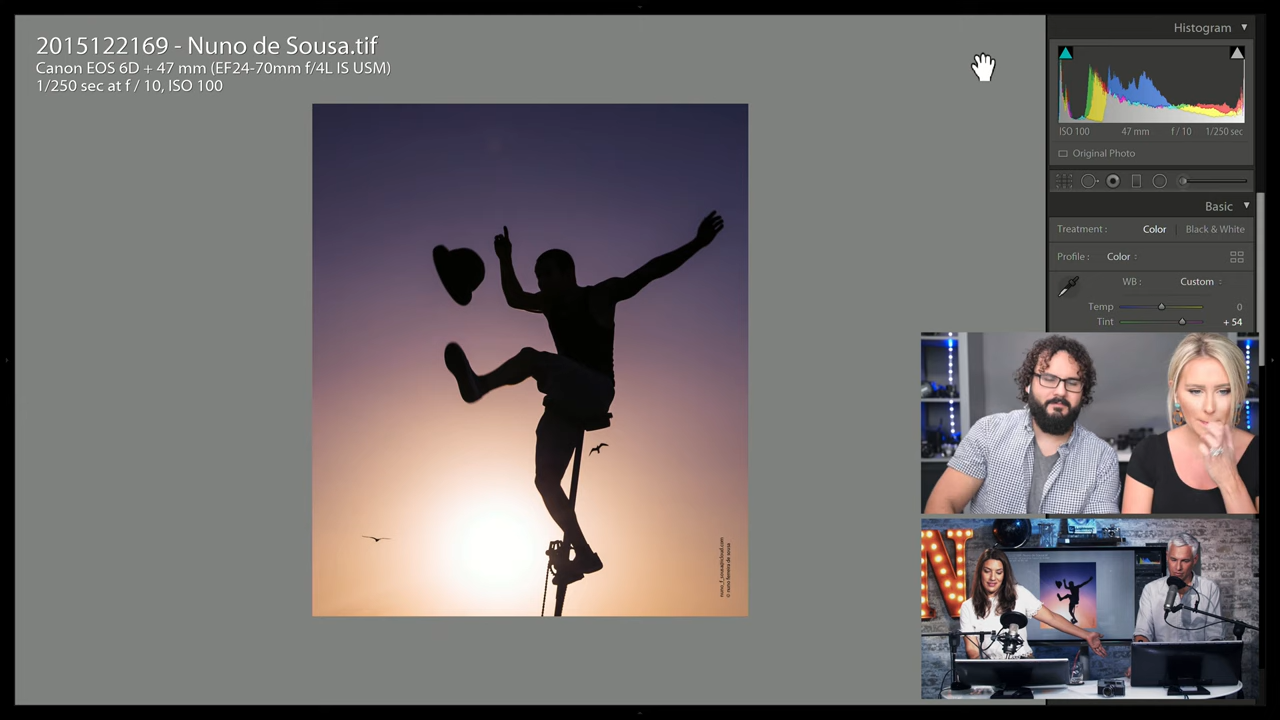 2015122169 - Nuno de Sousa.tif
Canon EOS 6D + 47 mm (EF24-70mm f/4L IS USM)
1/250 sec at f / 10, ISO 100
Histogram
ISO 100 47 mm f / 10 1/250 sec
Original Photo
Basic
Treatment : Color Black & White
Profile : Color
WB : Custom
Temp 0
Tint + 54
N